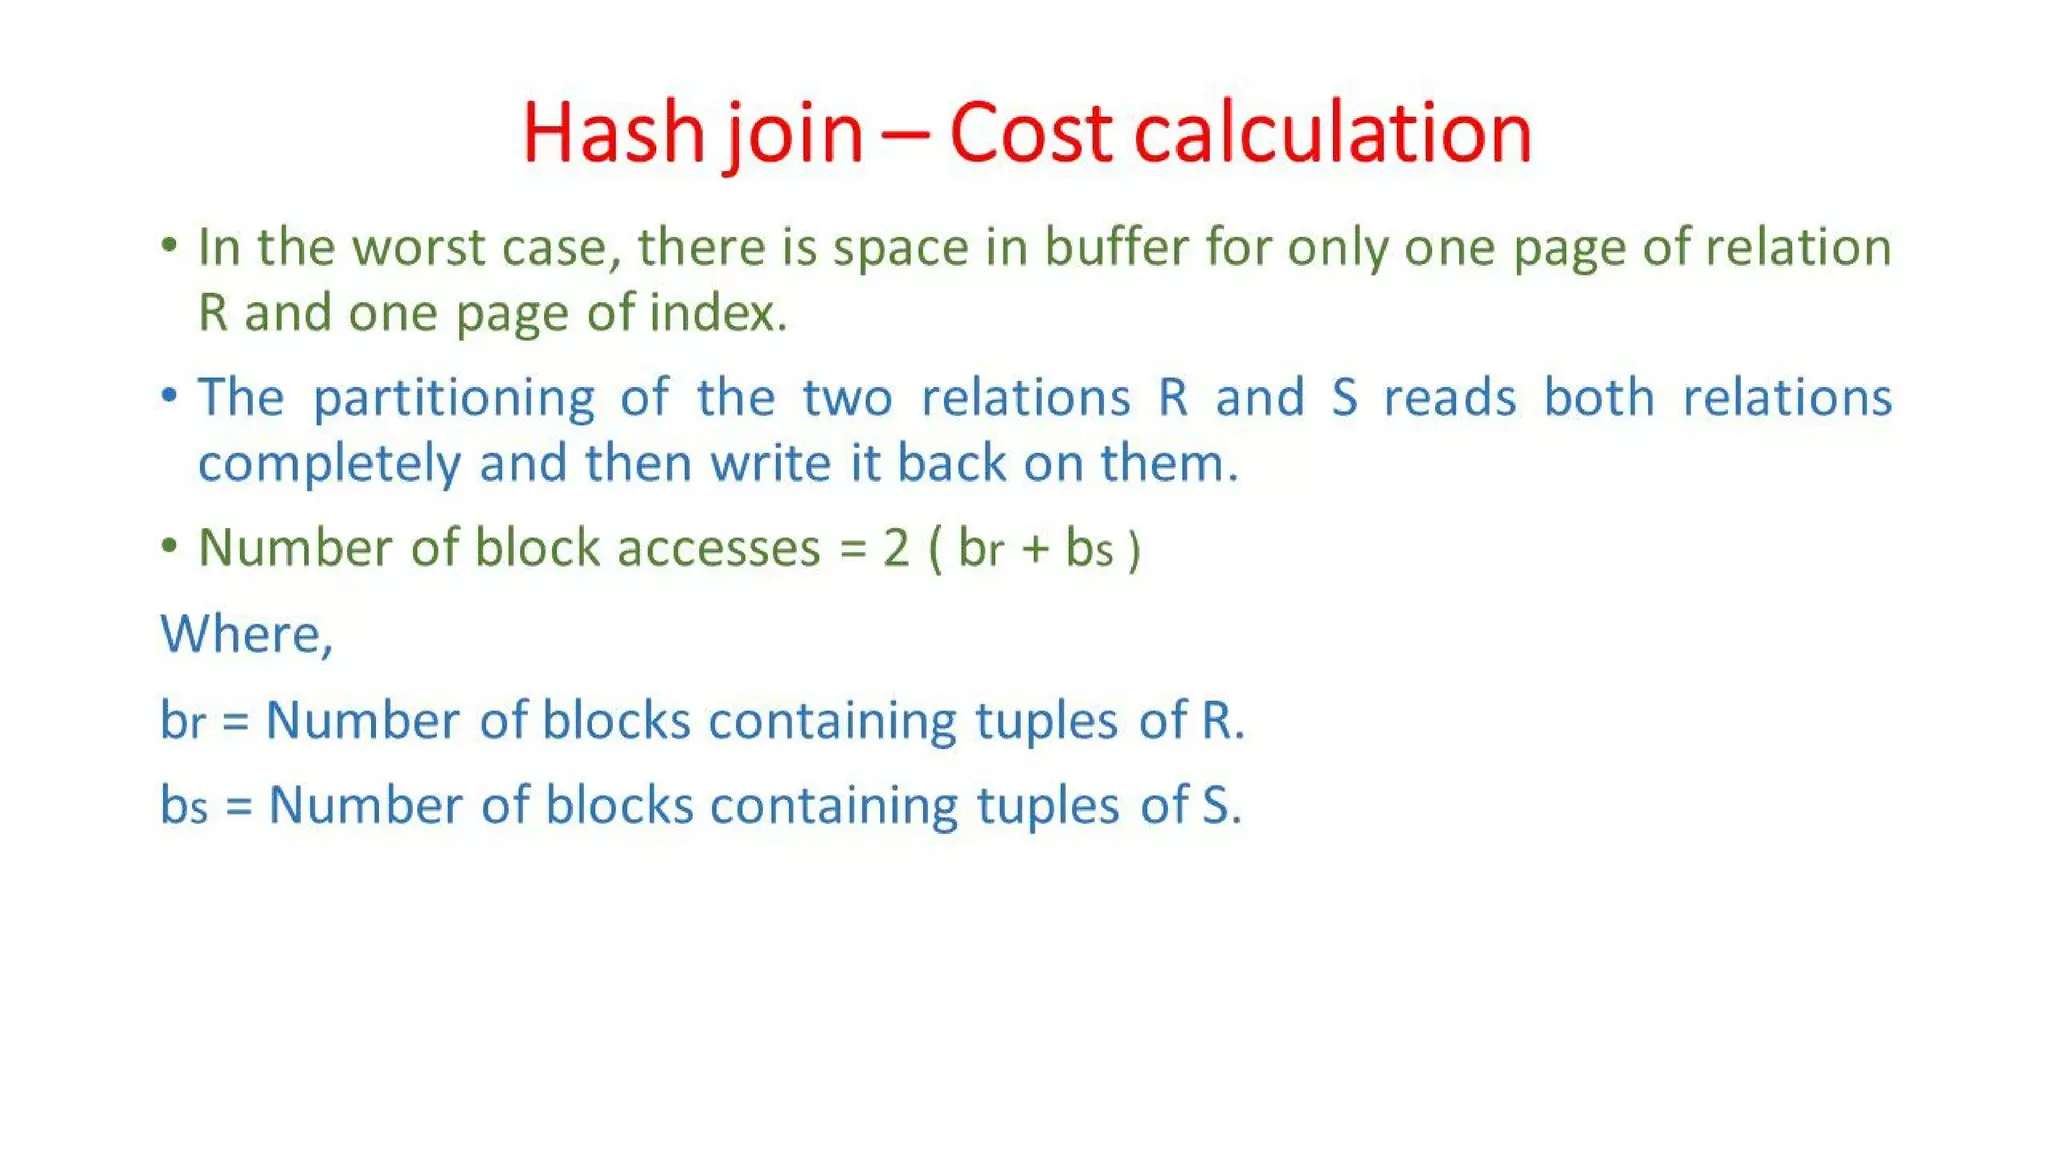 Hash join – Cost calculation
• In the worst case, there is space in buffer for only one page of relation
R and one page of index.
• The partitioning of the two relations R and S reads both relations
completely and then write it back on them.
• Number of block accesses = 2 ( br + bs )
Where,
br = Number of blocks containing tuples of R.
bs = Number of blocks containing tuples of S.